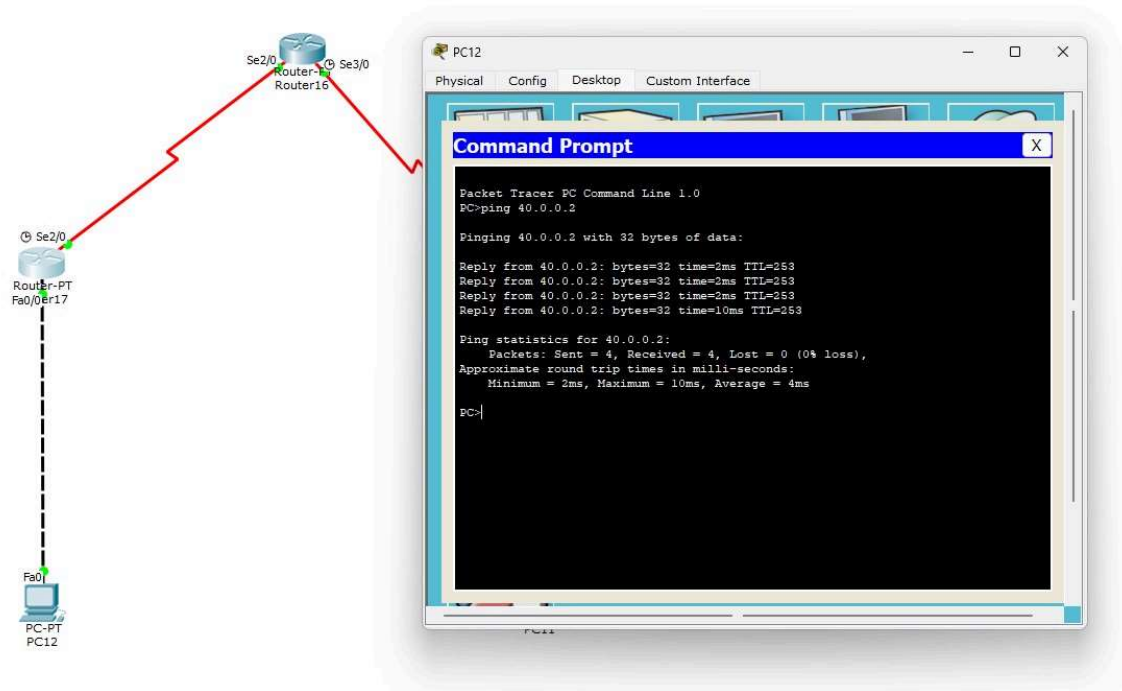 PC12
Physical Config Desktop Custom Interface
Command Prompt
X
Packet Tracer PC Command Line 1.0
PC>ping 40.0.0.2
Pinging 40.0.0.2 with 32 bytes of data:
Reply from 40.0.0.2: bytes=32 time=2ms TTL=253
Reply from 40.0.0.2: bytes=32 time=2ms TTL=253
Reply from 40.0.0.2: bytes=32 time=2ms TTL=253
Reply from 40.0.0.2: bytes=32 time=10ms TTL=253
Ping statistics for 40.0.0.2:
Packets: Sent = 4, Received = 4, Lost = 0 (0% loss),
Approximate round trip times in milli-seconds:
Minimum = 2ms, Maximum = 10ms, Average = 4ms
PC>
Se2/0
Se3/0
Router16
Se2/0
Router-PT
Fa0/0
Fa0
PC-PT
PC12